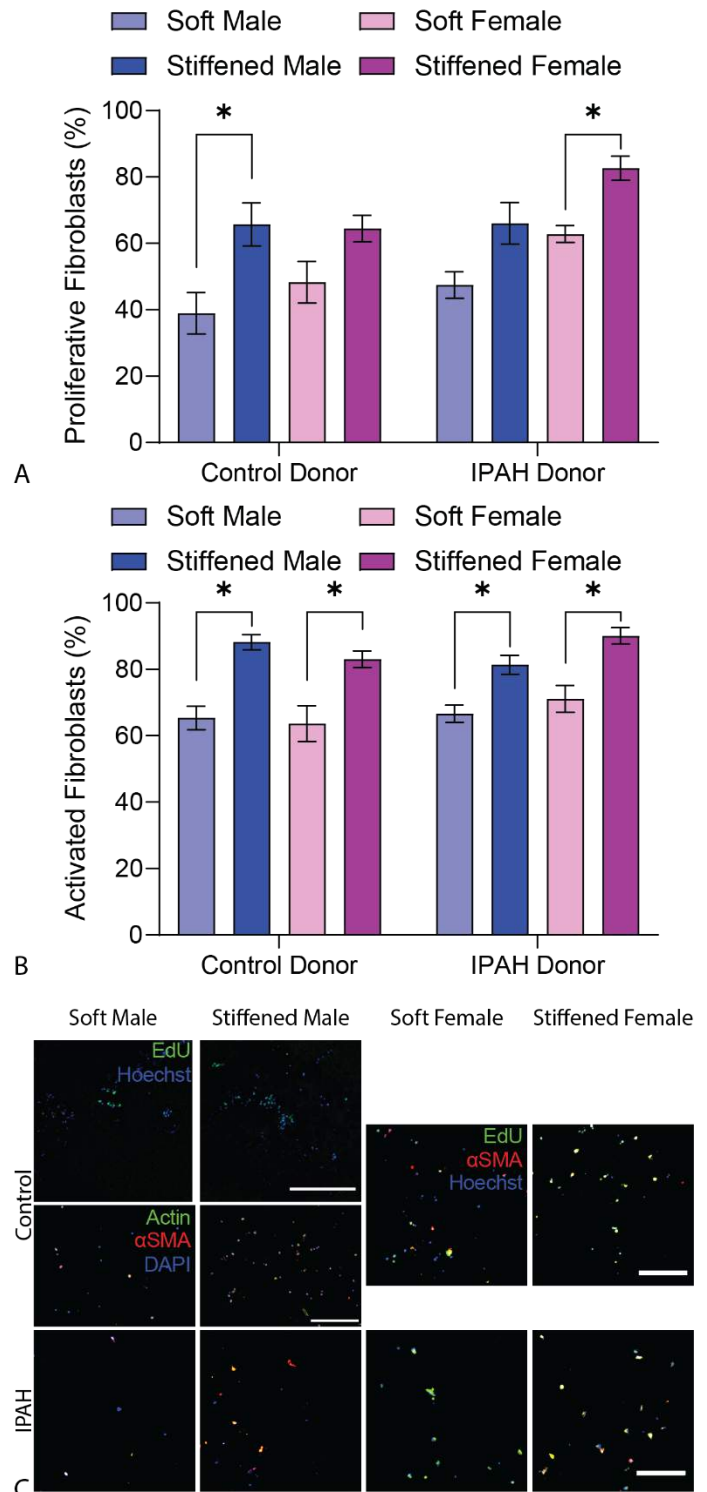 Soft Male Soft Female
Stiffened Male Stiffened Female
Proliferative Fibroblasts (%)
100
80
60
40
20
0
* *
Control Donor IPAH Donor
A
Soft Male Soft Female
Stiffened Male Stiffened Female
Activated Fibroblasts (%)
100
80
60
40
20
0
* * * *
Control Donor IPAH Donor
B
Soft Male Stiffened Male Soft Female Stiffened Female
Control
EdU
Hoechst
EdU
αSMA
Hoechst
Actin
αSMA
DAPI
IPAH
C